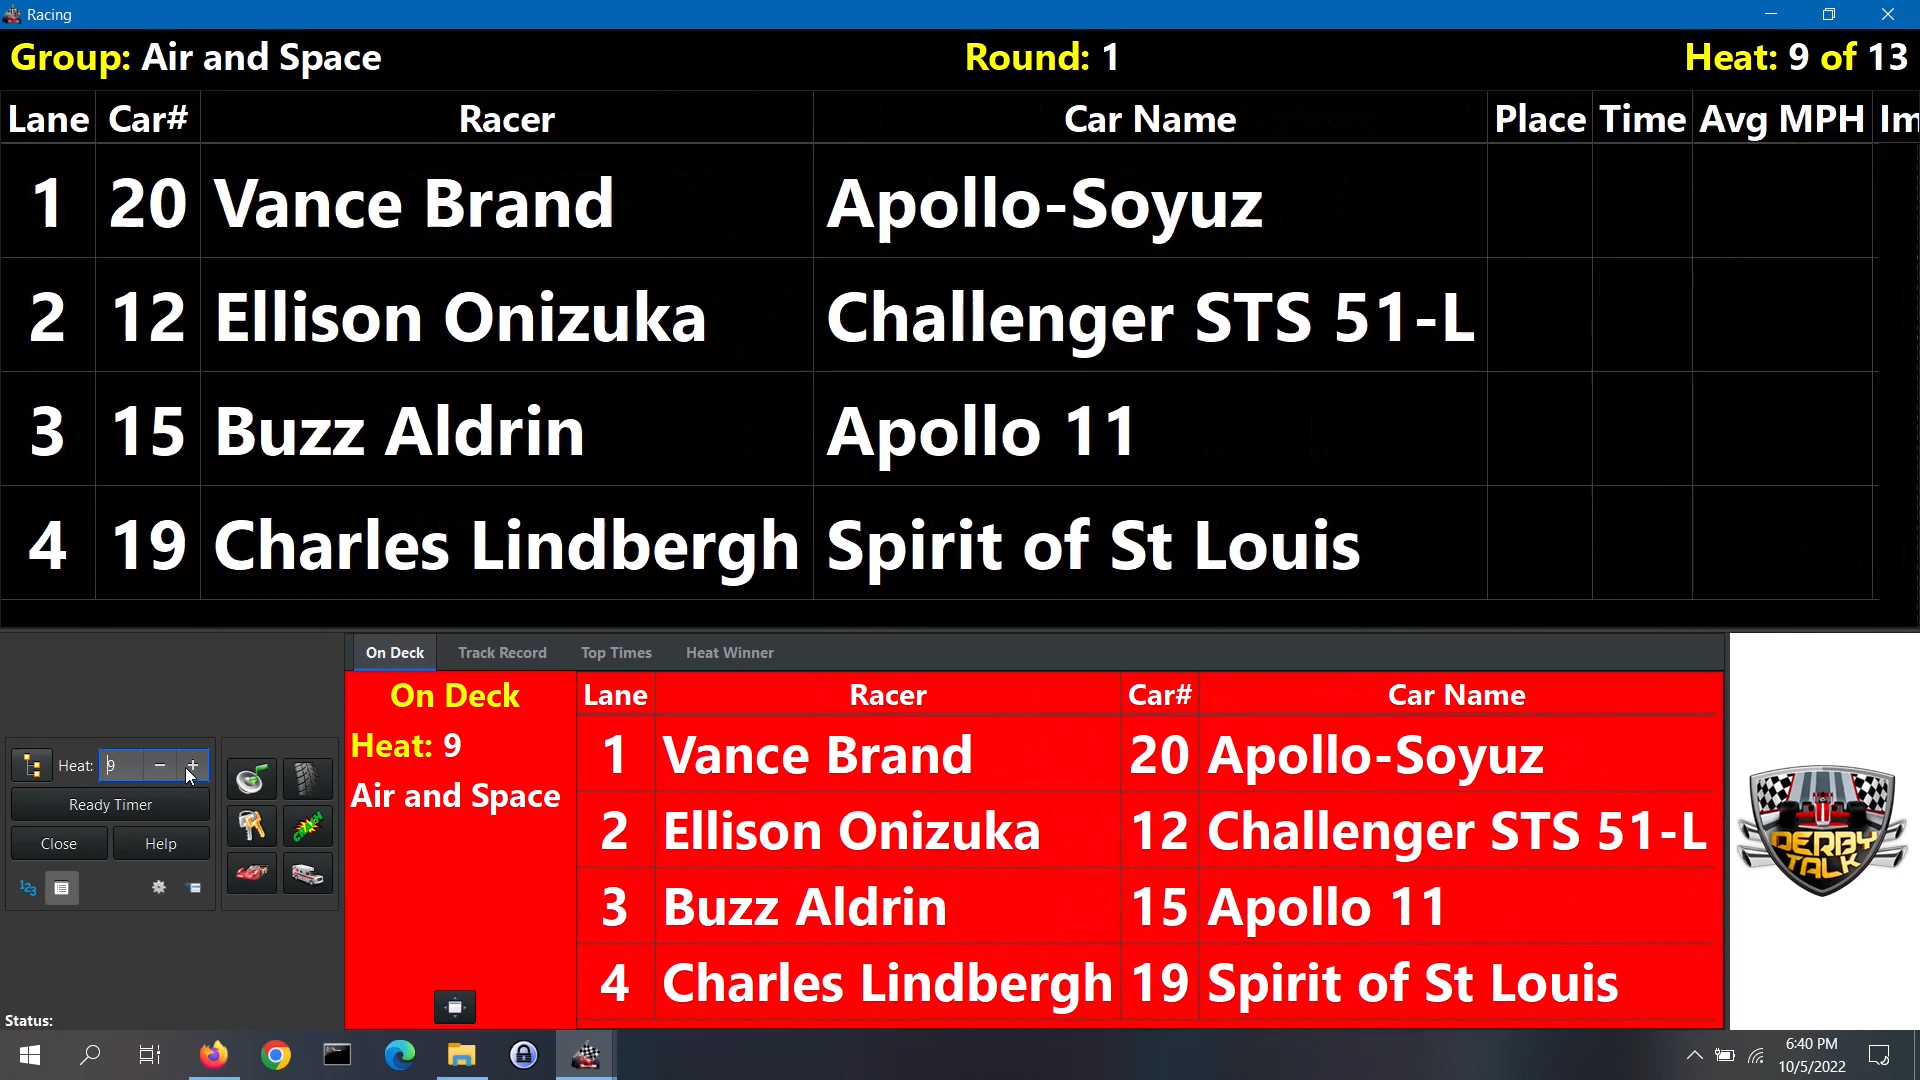 Racing
Group: Air and Space Round: 1 Heat: 9 of 13
Lane Car# Racer Car Name Place Time Avg MPH Im
1 20 Vance Brand Apollo-Soyuz
2 12 Ellison Onizuka Challenger STS 51-L
3 15 Buzz Aldrin Apollo 11
4 19 Charles Lindbergh Spirit of St Louis
On Deck Track Record Top Times Heat Winner
On Deck
Heat: 9
Air and Space
Lane Racer Car# Car Name
1 Vance Brand 20 Apollo-Soyuz
2 Ellison Onizuka 12 Challenger STS 51-L
3 Buzz Aldrin 15 Apollo 11
4 Charles Lindbergh 19 Spirit of St Louis
Heat: 9 − +
Ready Timer
Close Help
123
CRASH
Status:
DERBY
TALK
6:40 PM
10/5/2022